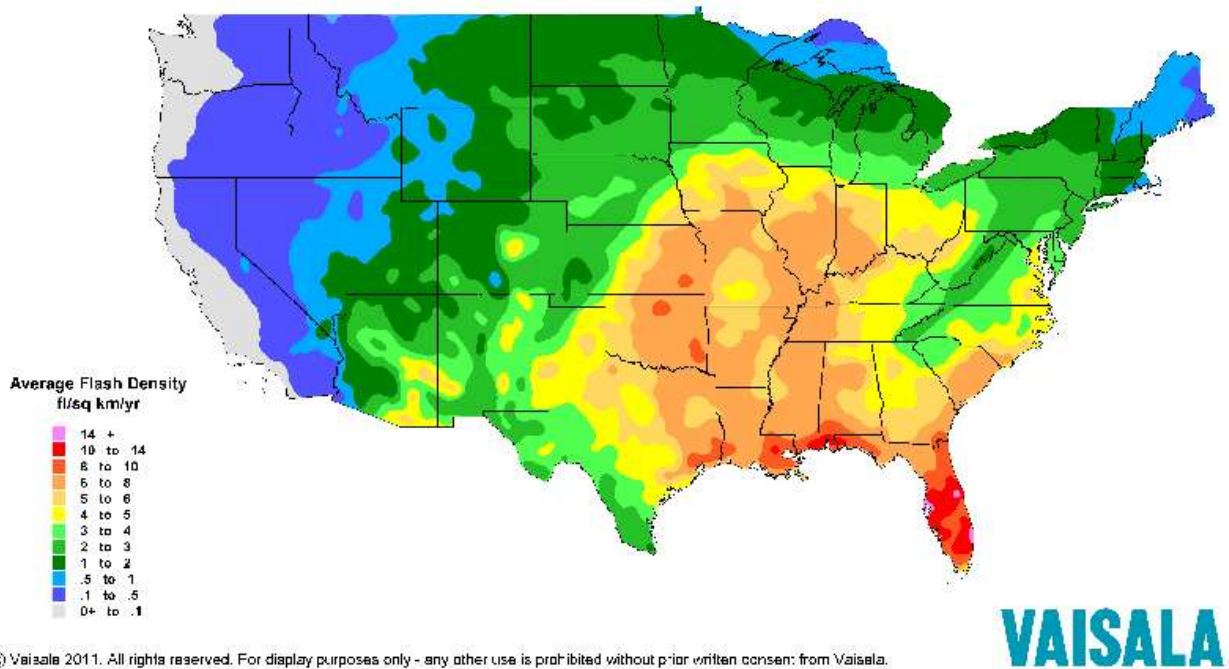 Average Flash Density
fl/sq km/yr
14 +
10 to 14
8 to 10
6 to 8
5 to 6
4 to 5
3 to 4
2 to 3
1 to 2
.5 to 1
.1 to .5
0+ to .1
VAISALA
Vaisala 2011. All rights reserved. For display purposes only - any other use is prohibited without prior written consent from Vaisala.